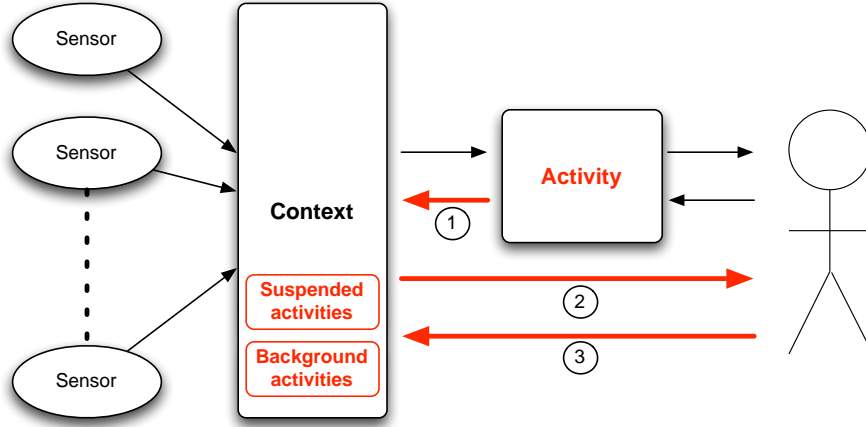 Sensor
Sensor
Sensor
Context
Suspended
activities
Background
activities
Activity
1
2
3